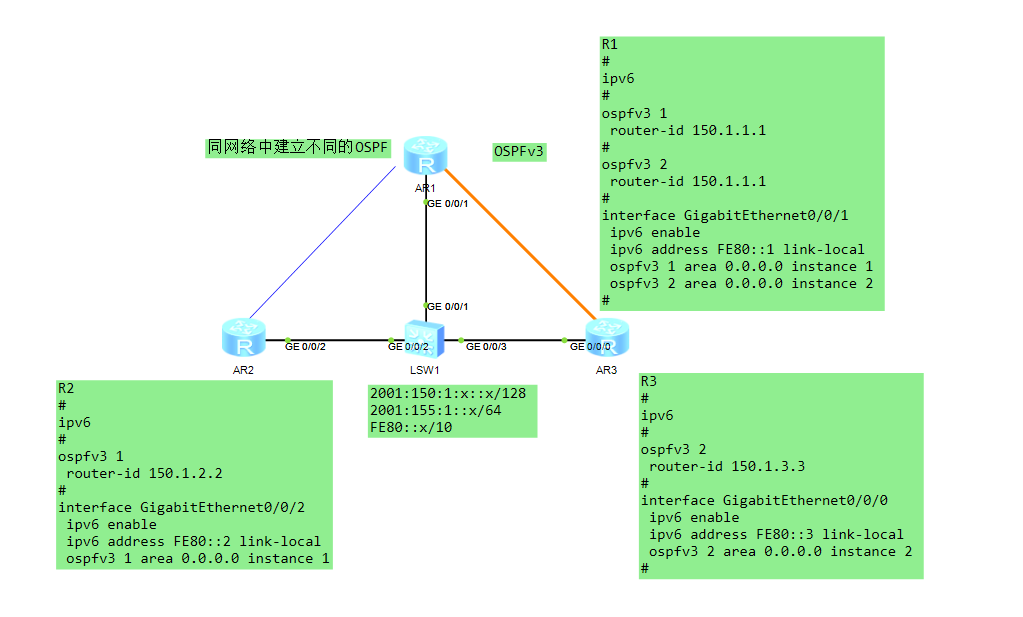 同网络中建立不同的OSPF
OSPFv3
R
AR1
GE 0/0/1
GE 0/0/1
R
AR2
GE 0/0/2
GE 0/0/2
LSW1
GE 0/0/3
GE 0/0/0
R
AR3
R1
#
ipv6
#
ospfv3 1
router-id 150.1.1.1
#
ospfv3 2
router-id 150.1.1.1
#
interface GigabitEthernet0/0/1
ipv6 enable
ipv6 address FE80::1 link-local
ospfv3 1 area 0.0.0.0 instance 1
ospfv3 2 area 0.0.0.0 instance 2
#
R2
#
ipv6
#
ospfv3 1
router-id 150.1.2.2
#
interface GigabitEthernet0/0/2
ipv6 enable
ipv6 address FE80::2 link-local
ospfv3 1 area 0.0.0.0 instance 1
2001:150:1:x::x/128
2001:155:1::x/64
FE80::x/10
R3
#
ipv6
#
ospfv3 2
router-id 150.1.3.3
#
interface GigabitEthernet0/0/0
ipv6 enable
ipv6 address FE80::3 link-local
ospfv3 2 area 0.0.0.0 instance 2
#